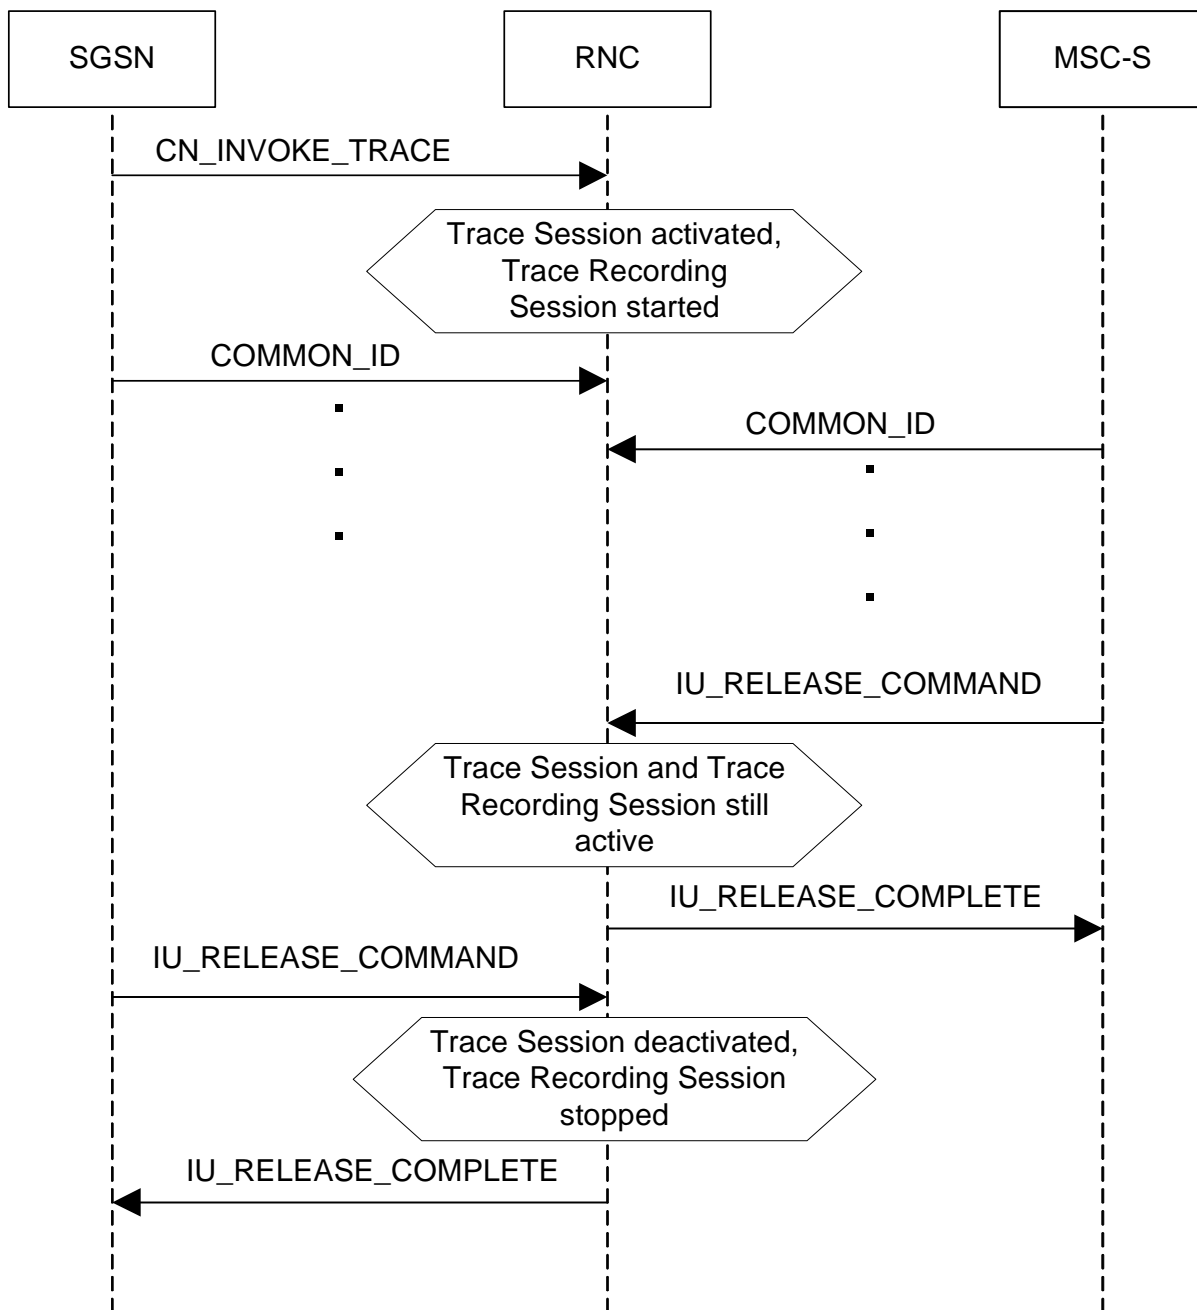 SGSN
RNC
MSC-S
CN_INVOKE_TRACE
Trace Session activated,
Trace Recording
Session started
COMMON_ID
COMMON_ID
IU_RELEASE_COMMAND
Trace Session and Trace
Recording Session still
active
IU_RELEASE_COMPLETE
IU_RELEASE_COMMAND
Trace Session deactivated,
Trace Recording Session
stopped
IU_RELEASE_COMPLETE